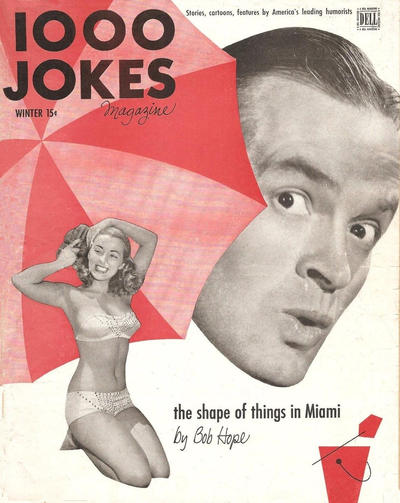 1000
JOKES
Magazine
WINTER 15¢
Stories, cartoons, features by America's leading humorists
DELL
the shape of things in Miami
by Bob Hope